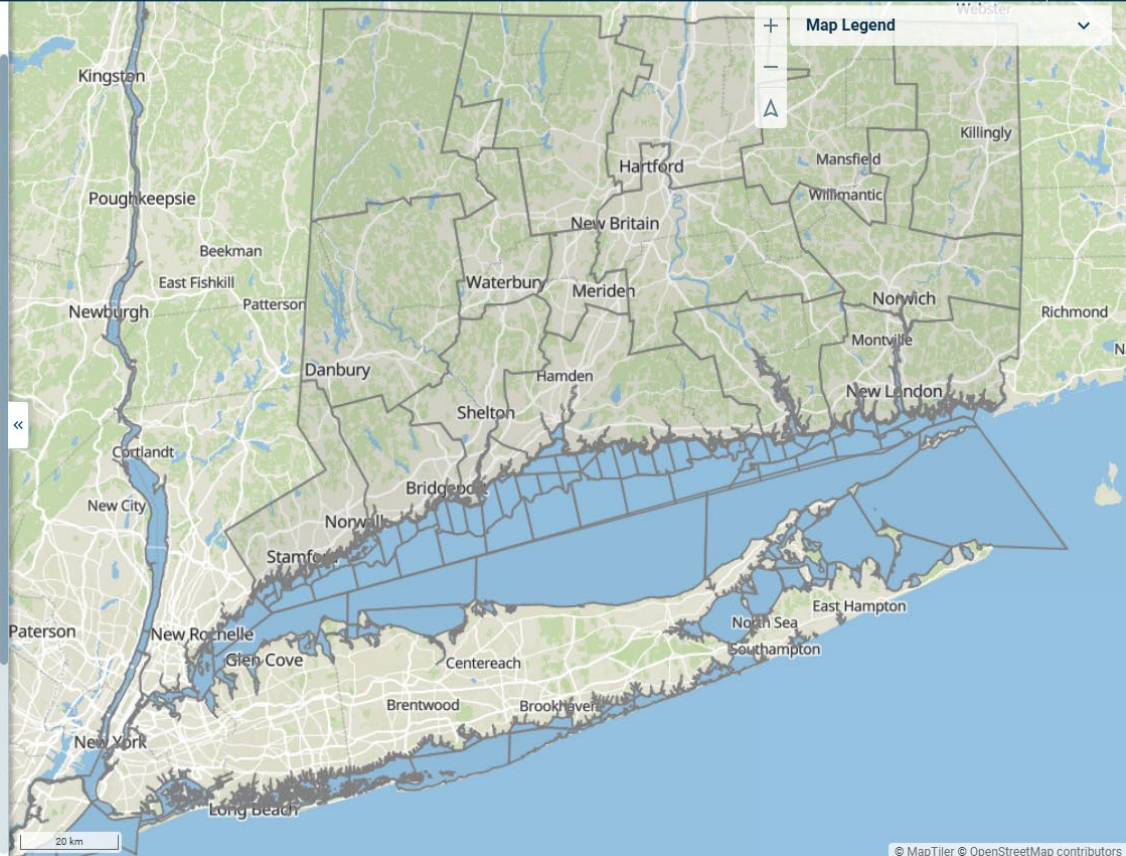 Webster
Map Legend
Kingston
Killingly
Mansfield
Hartford
Willimantic
Poughkeepsie
New Britain
Beekman
East Fishkill
Waterbury
Meriden
Patterson
Norwich
Newburgh
Richmond
Montville
Danbury
Hamden
New London
Shelton
Cortlandt
Bridgeport
New City
Norwalk
Stamford
East Hampton
North Sea
Paterson
New Rochelle
Southampton
Glen Cove
Centereach
Brentwood
Brookhaven
New York
Long Beach
20 km
© MapTiler © OpenStreetMap contributors